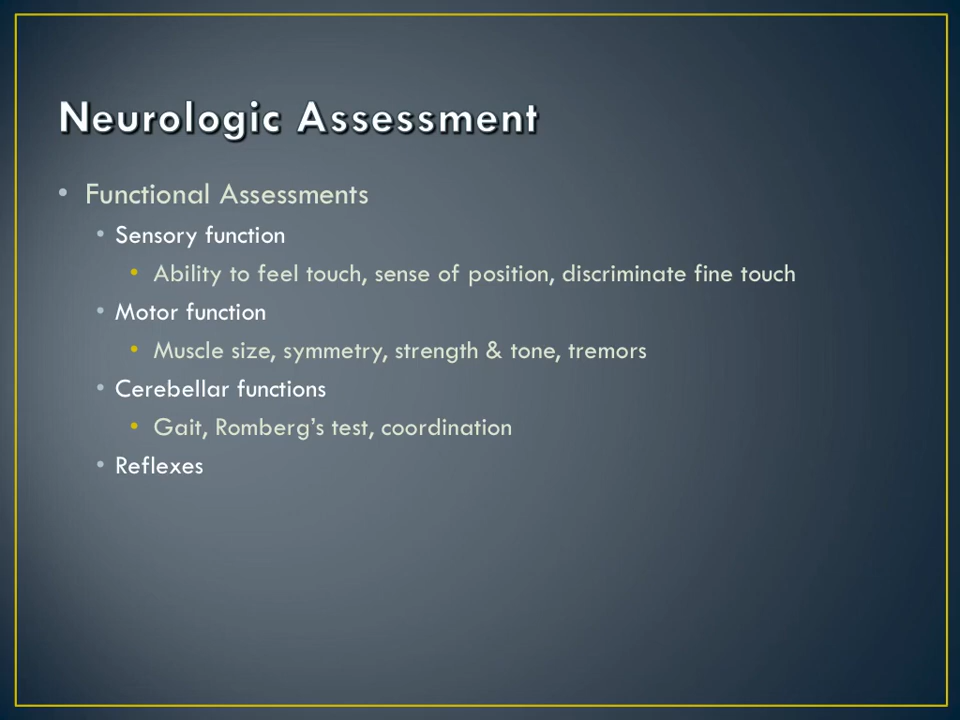 Neurologic Assessment
• Functional Assessments
• Sensory function
• Ability to feel touch, sense of position, discriminate fine touch
• Motor function
• Muscle size, symmetry, strength & tone, tremors
• Cerebellar functions
• Gait, Romberg’s test, coordination
• Reflexes